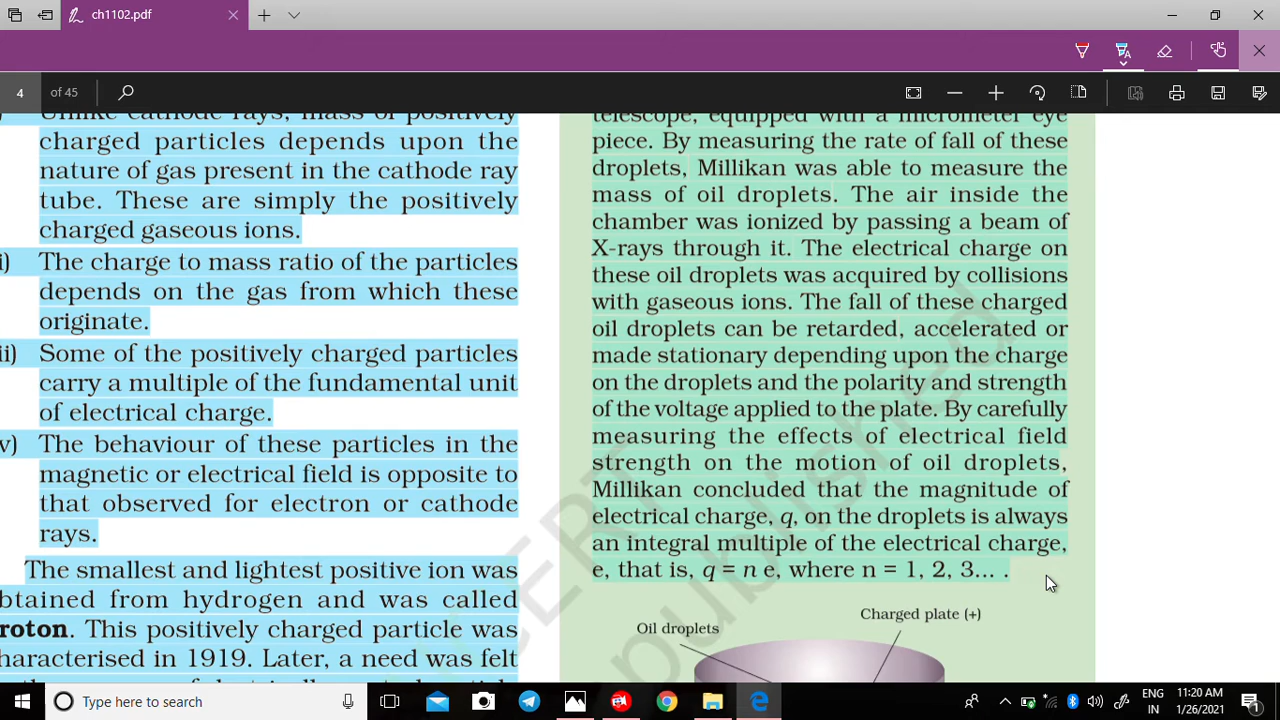 ch1102.pdf
4 of 45
Unlike cathode rays, mass of positively
charged particles depends upon the
nature of gas present in the cathode ray
tube. These are simply the positively
charged gaseous ions.
i) The charge to mass ratio of the particles
depends on the gas from which these
originate.
ii) Some of the positively charged particles
carry a multiple of the fundamental unit
of electrical charge.
v) The behaviour of these particles in the
magnetic or electrical field is opposite to
that observed for electron or cathode
rays.
The smallest and lightest positive ion was
btained from hydrogen and was called
roton. This positively charged particle was
haracterised in 1919. Later, a need was felt
telescope, equipped with a micrometer eye
piece. By measuring the rate of fall of these
droplets, Millikan was able to measure the
mass of oil droplets. The air inside the
chamber was ionized by passing a beam of
X-rays through it. The electrical charge on
these oil droplets was acquired by collisions
with gaseous ions. The fall of these charged
oil droplets can be retarded, accelerated or
made stationary depending upon the charge
on the droplets and the polarity and strength
of the voltage applied to the plate. By carefully
measuring the effects of electrical field
strength on the motion of oil droplets,
Millikan concluded that the magnitude of
electrical charge, q, on the droplets is always
an integral multiple of the electrical charge,
e, that is, q = n e, where n = 1, 2, 3... .
Charged plate (+)
Oil droplets
Type here to search
ENG
IN
11:20 AM
1/26/2021